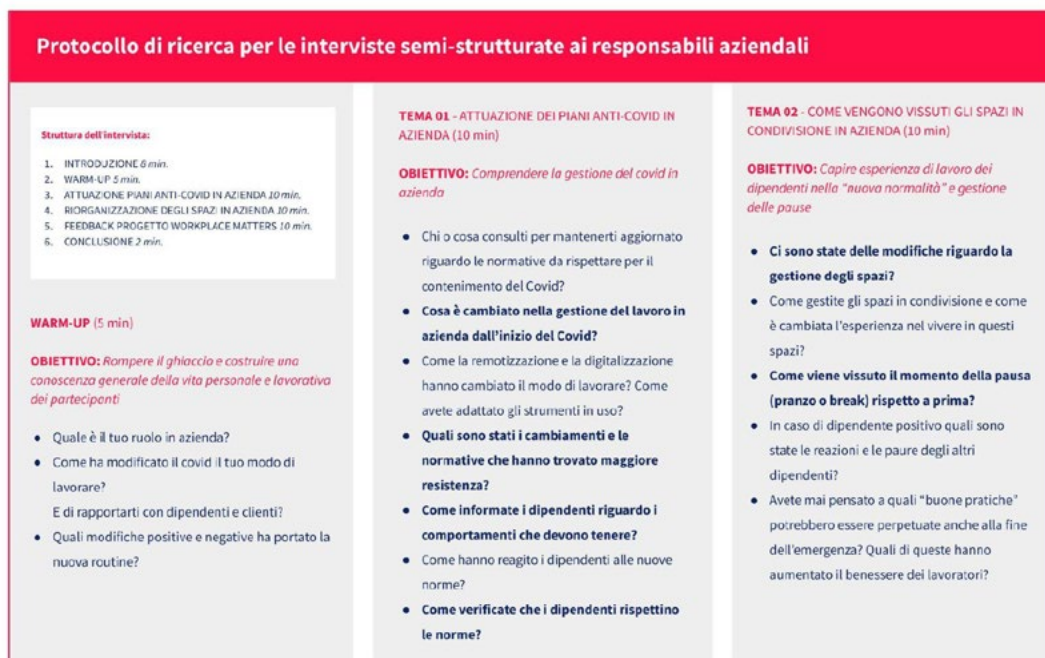 Protocollo di ricerca per le interviste semi-strutturate ai responsabili aziendali
Struttura dell'intervista:
1. INTRODUZIONE 6 min.
2. WARM-UP 5 min.
3. ATTUAZIONE PIANI ANTI-COVID IN AZIENDA 10 min.
4. RIORGANIZZAZIONE DEGLI SPAZI IN AZIENDA 10 min.
5. FEEDBACK PROGETTO WORKPLACE MATTERS 10 min.
6. CONCLUSIONE 2 min.
WARM-UP (5 min)
OBIETTIVO: Rompere il ghiaccio e costruire una
conoscenza generale della vita personale e lavorativa
dei partecipanti
● Quale è il tuo ruolo in azienda?
● Come ha modificato il covid il tuo modo di
lavorare?
E di rapportarti con dipendenti e clienti?
● Quali modifiche positive e negative ha portato la
nuova routine?
TEMA 01 - ATTUAZIONE DEI PIANI ANTI-COVID IN
AZIENDA (10 min)
OBIETTIVO: Comprendere la gestione del covid in
azienda
● Chi o cosa consulti per mantenerti aggiornato
riguardo le normative da rispettare per il
contenimento del Covid?
● Cosa è cambiato nella gestione del lavoro in
azienda dall'inizio del Covid?
● Come la remotizzazione e la digitalizzazione
hanno cambiato il modo di lavorare? Come
avete adattato gli strumenti in uso?
● Quali sono stati i cambiamenti e le
normative che hanno trovato maggiore
resistenza?
● Come informate i dipendenti riguardo i
comportamenti che devono tenere?
● Come hanno reagito i dipendenti alle nuove
norme?
● Come verificate che i dipendenti rispettino
le norme?
TEMA 02 - COME VENGONO VISSUTI GLI SPAZI IN
CONDIVISIONE IN AZIENDA (10 min)
OBIETTIVO: Capire esperienza di lavoro dei
dipendenti nella "nuova normalità" e gestione
delle pause
● Ci sono state delle modifiche riguardo la
gestione degli spazi?
● Come gestite gli spazi in condivisione e come
è cambiata l'esperienza nel vivere in questi
spazi?
● Come viene vissuto il momento della pausa
(pranzo o break) rispetto a prima?
● In caso di dipendente positivo quali sono
state le reazioni e le paure degli altri
dipendenti?
● Avete mai pensato a quali "buone pratiche"
potrebbero essere perpetuate anche alla fine
dell'emergenza? Quali di queste hanno
aumentato il benessere dei lavoratori?